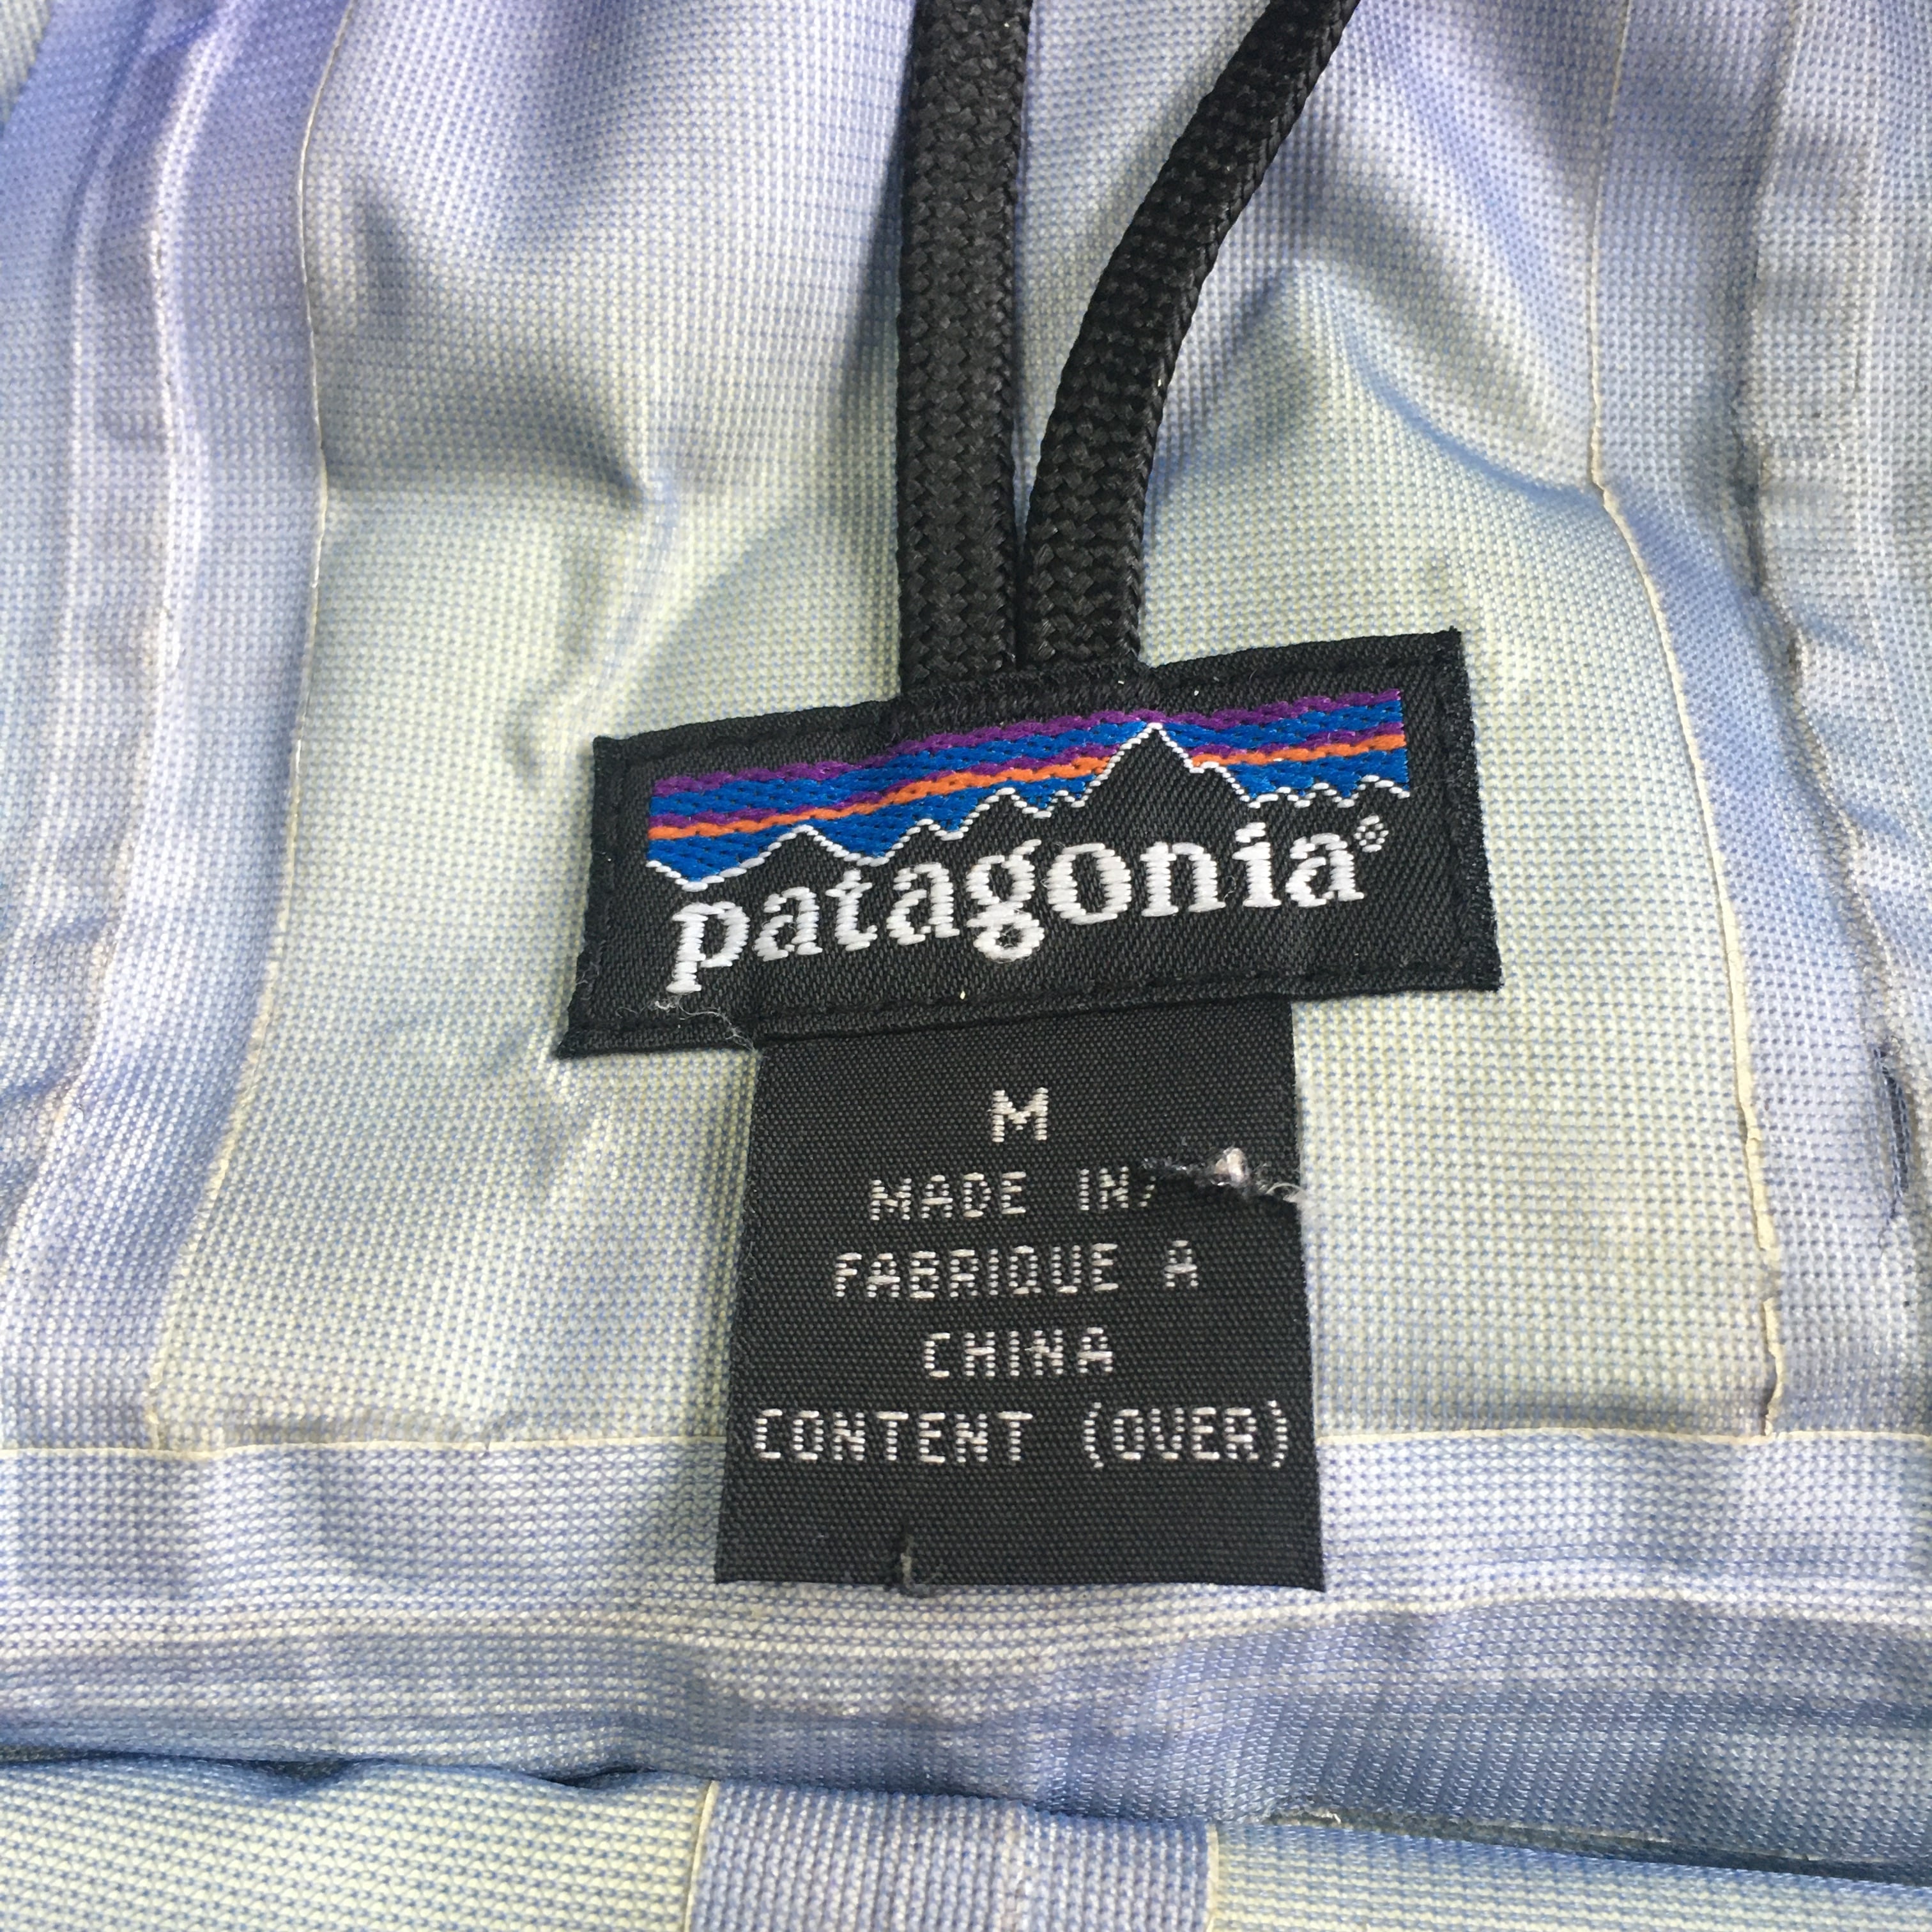 patagonia®
M
MADE IN/
FABRIQUE A
CHINA
CONTENT (OVER)